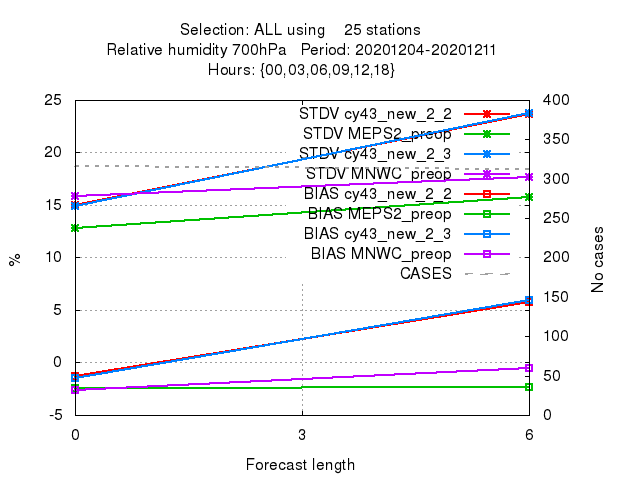 Selection: ALL using    25 stations
Relative humidity 700hPa   Period: 20201204-20201211
Hours: {00,03,06,09,12,18}
25 400
STDV cy43_new_2_2
350
STDV MEPS2_preop
20
STDV cy43_new_2_3
300
STDV MNWC_preop
BIAS cy43_new_2_2
15
250
BIAS MEPS2_preop
BIAS cy43_new_2_3
10 200
BIAS MNWC_preop
CASES
%
No cases
5 150
100
0
50
-5 0
0 3 6
Forecast length